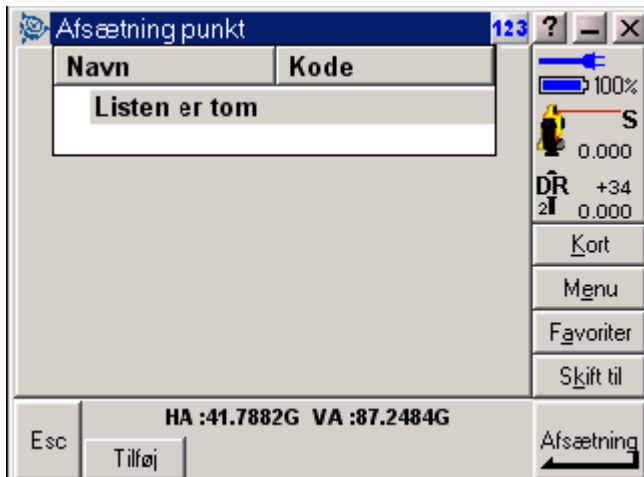 Afsætning punkt 123 ?
Navn Kode
Listen er tom
100%
S
0.000
DR +34
2 0.000
Kort
Menu
Favoriter
Skift til
HA :41.7882G VA :87.2484G
Esc
Tilføj
Afsætning